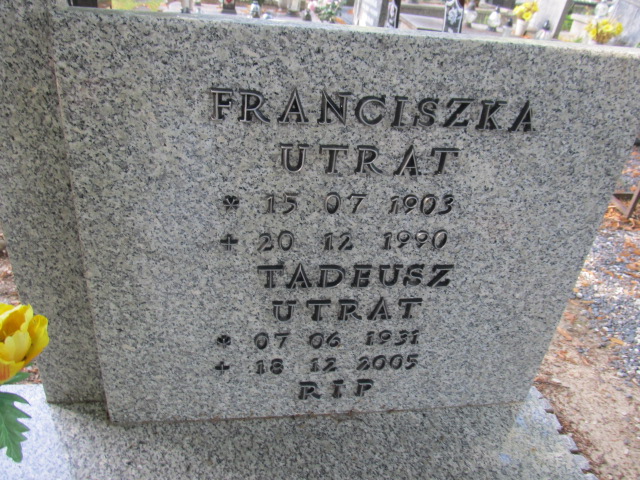 FRANCISZKA
UTRAT
* 15 07 1903
+ 20 12 1990
TADEUSZ
UTRAT
* 07 06 1931
+ 18 12 2005
RIP